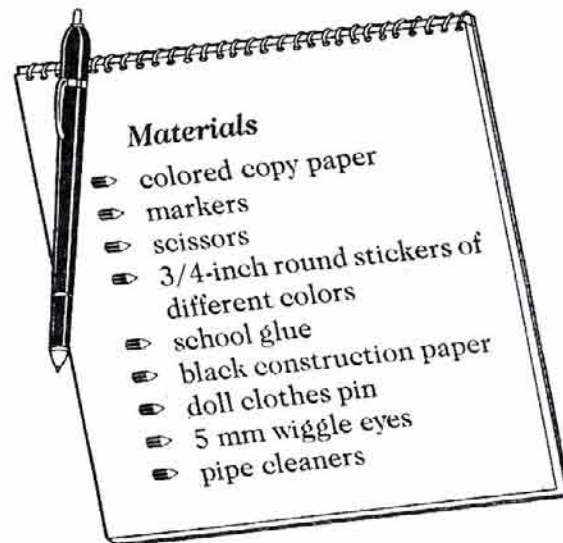 Materials
colored copy paper
markers
scissors
3/4-inch round stickers of
different colors
school glue
black construction paper
doll clothes pin
5 mm wiggle eyes
pipe cleaners